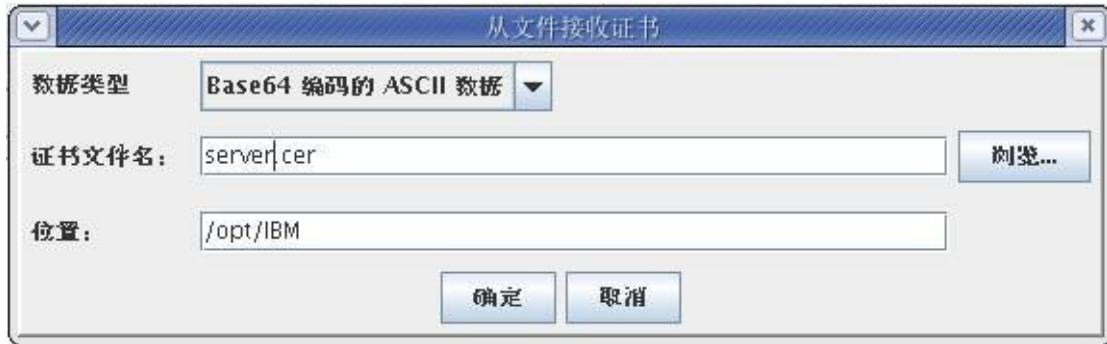 从文件接收证书
数据类型 Base64 编码的 ASCII 数据
证书文件名： server.cer 浏览...
位置： /opt/IBM
确定 取消